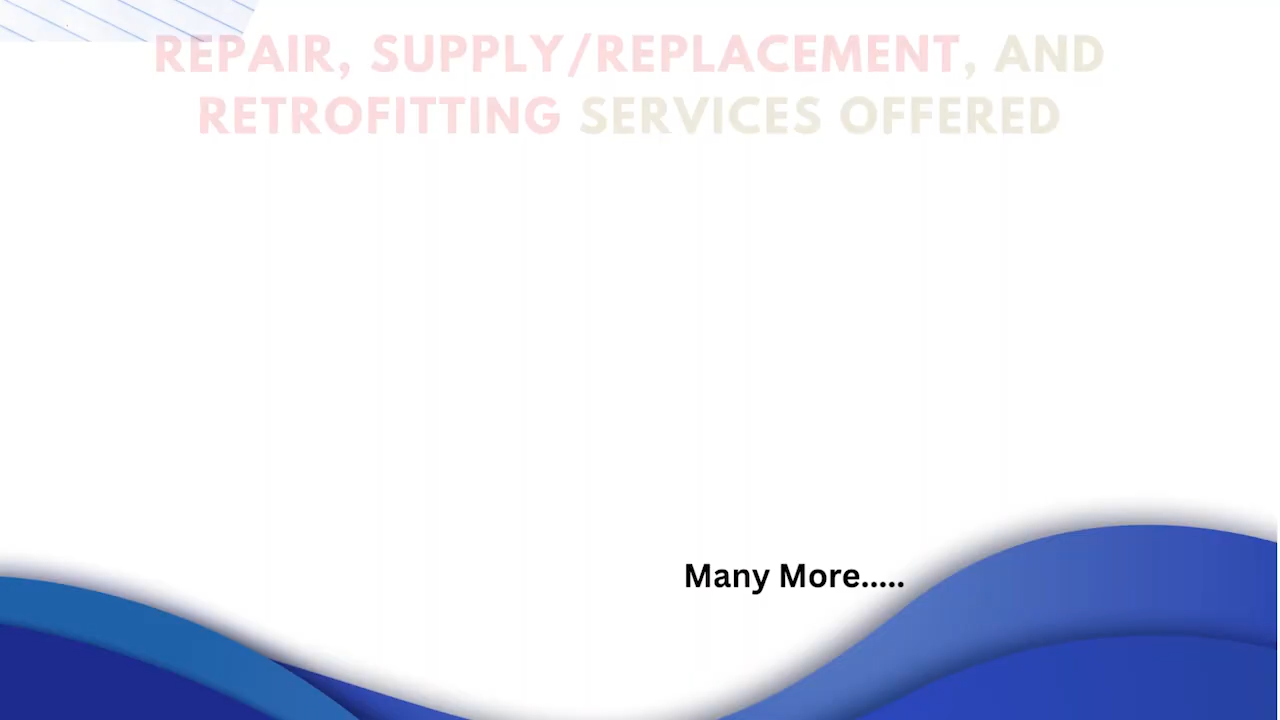 REPAIR, SUPPLY/REPLACEMENT, AND
RETROFITTING SERVICES OFFERED
Many More.....